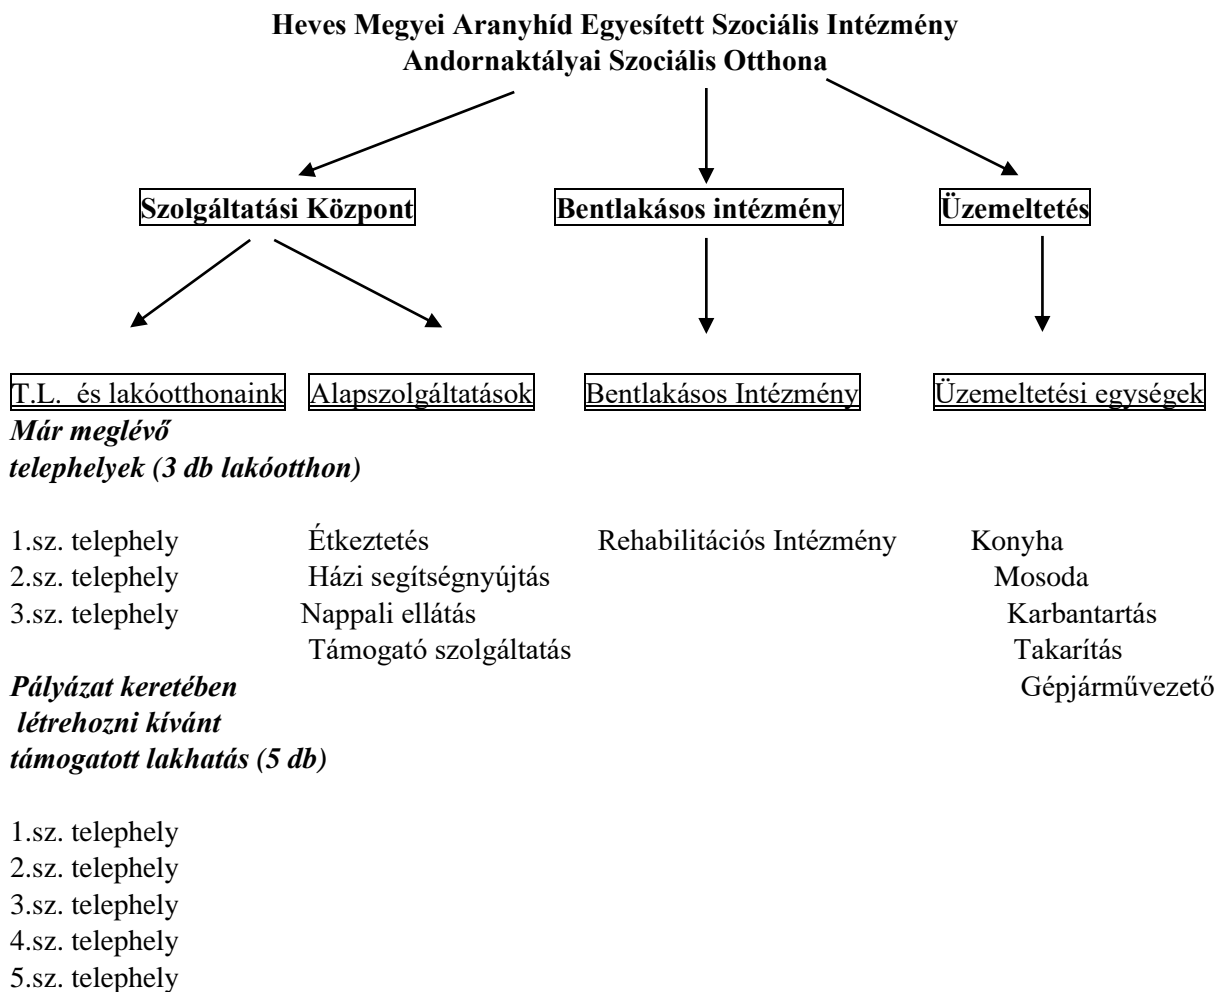 Heves Megyei Aranyhíd Egyesített Szociális Intézmény
Andornaktályai Szociális Otthona
Szolgáltatási Központ Bentlakásos intézmény Üzemeltetés
T.L. és lakóotthonaink Alapszolgáltatások Bentlakásos Intézmény Üzemeltetési egységek
Már meglévő
telephelyek (3 db lakóotthon)
1.sz. telephely Étkeztetés Rehabilitációs Intézmény Konyha
2.sz. telephely Házi segítségnyújtás Mosoda
3.sz. telephely Nappali ellátás Karbantartás
Támogató szolgáltatás Takarítás
Pályázat keretében Gépjárművezető
létrehozni kívánt
támogatott lakhatás (5 db)
1.sz. telephely
2.sz. telephely
3.sz. telephely
4.sz. telephely
5.sz. telephely